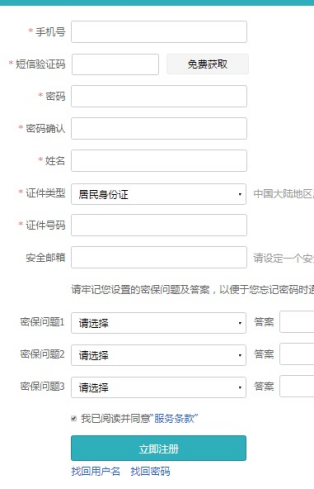 * 手机号
* 短信验证码 免费获取
* 密码
* 密码确认
* 姓名
* 证件类型 居民身份证 中国大陆地区
* 证件号码
安全邮箱 请设定一个安
请牢记您设置的密保问题及答案，以便于您忘记密码时
密保问题1 请选择 答案
密保问题2 请选择 答案
密保问题3 请选择 答案
我已阅读并同意"服务条款"
立即注册
找回用户名 找回密码